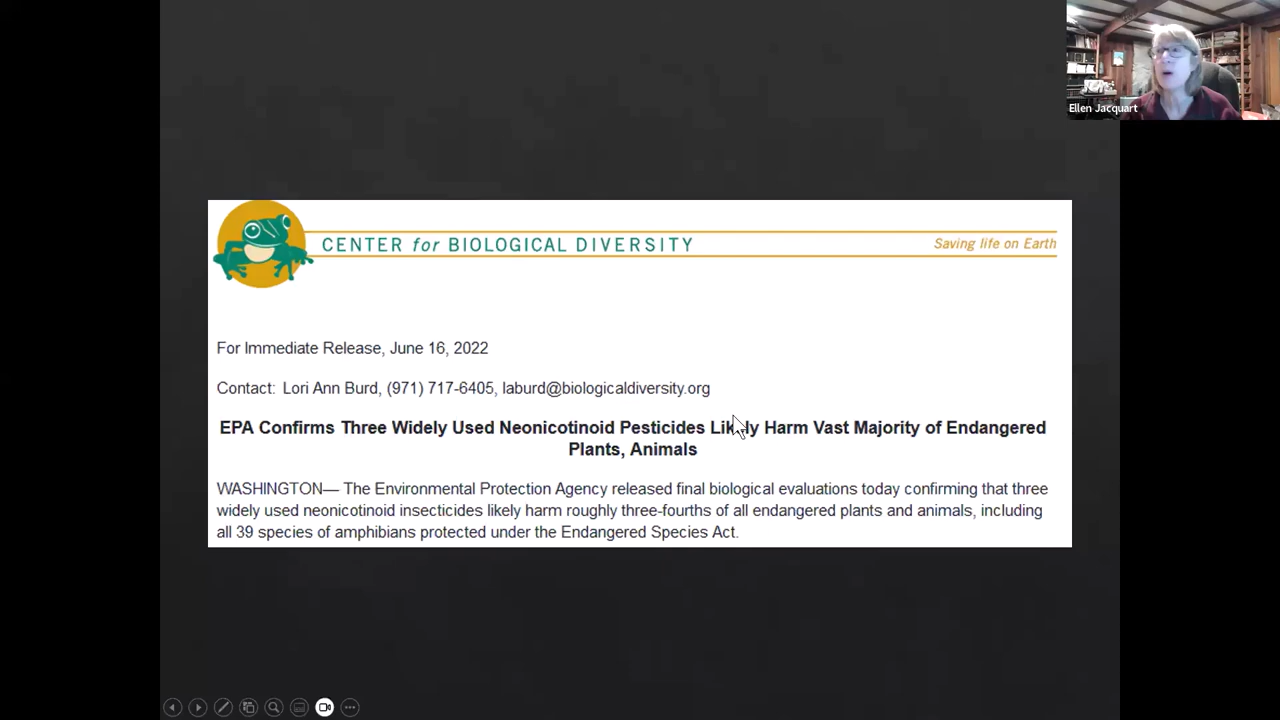 Ellen Jacquart
CENTER for BIOLOGICAL DIVERSITY
Saving life on Earth
For Immediate Release, June 16, 2022
Contact: Lori Ann Burd, (971) 717-6405, laburd@biologicaldiversity.org
EPA Confirms Three Widely Used Neonicotinoid Pesticides Likely Harm Vast Majority of Endangered
Plants, Animals
WASHINGTON— The Environmental Protection Agency released final biological evaluations today confirming that three
widely used neonicotinoid insecticides likely harm roughly three-fourths of all endangered plants and animals, including
all 39 species of amphibians protected under the Endangered Species Act.